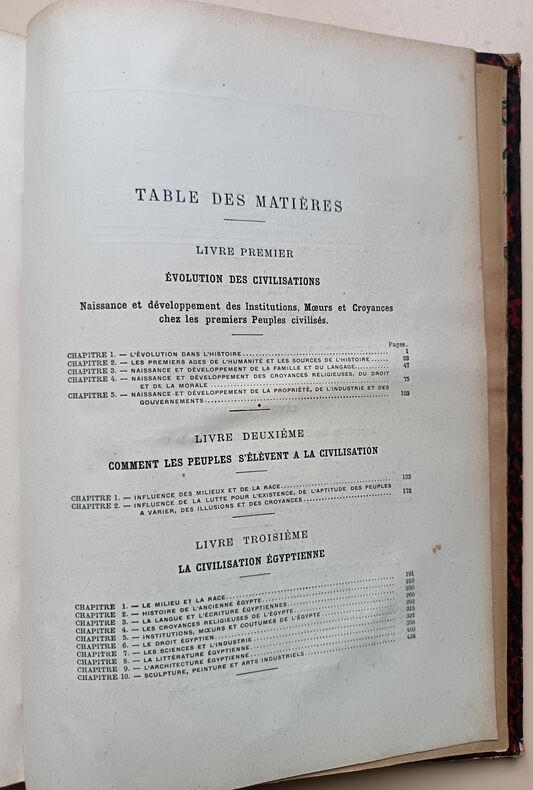 TABLE DES MATIÈRES
LIVRE PREMIER
ÉVOLUTION DES CIVILISATIONS
Naissance et développement des Institutions, Mœurs et Croyances
chez les premiers Peuples civilisés.
Pages.
CHAPITRE 1. — L'ÉVOLUTION DANS L'HISTOIRE 1
CHAPITRE 2. — LES PREMIERS AGES DE L'HUMANITÉ ET LES SOURCES DE L'HISTOIRE 23
CHAPITRE 3. — NAISSANCE ET DÉVELOPPEMENT DE LA FAMILLE ET DU LANGAGE 47
CHAPITRE 4. — NAISSANCE ET DÉVELOPPEMENT DES CROYANCES RELIGIEUSES, DU DROIT
ET DE LA MORALE 75
CHAPITRE 5. — NAISSANCE ET DÉVELOPPEMENT DE LA PROPRIÉTÉ, DE L'INDUSTRIE ET DES
GOUVERNEMENTS 103
LIVRE DEUXIÈME
COMMENT LES PEUPLES S'ÉLÈVENT A LA CIVILISATION
CHAPITRE 1. — INFLUENCE DES MILIEUX ET DE LA RACE 133
CHAPITRE 2. — INFLUENCE DE LA LUTTE POUR L'EXISTENCE, DE L'APTITUDE DES PEUPLES
A VARIER, DES ILLUSIONS ET DES CROYANCES 172
LIVRE TROISIÈME
LA CIVILISATION ÉGYPTIENNE
CHAPITRE 1. — LE MILIEU ET LA RACE 191
CHAPITRE 2. — HISTOIRE DE L'ANCIENNE ÉGYPTE 210
CHAPITRE 3. — LA LANGUE ET L'ÉCRITURE ÉGYPTIENNES
CHAPITRE 4. — LES CROYANCES RELIGIEUSES DE L'ÉGYPTE
CHAPITRE 5. — INSTITUTIONS, MŒURS ET COUTUMES DE L'ÉGYPTE
CHAPITRE 6. — LE DROIT ÉGYPTIEN
CHAPITRE 7. — LES SCIENCES ET L'INDUSTRIE
CHAPITRE 8. — LA LITTÉRATURE ÉGYPTIENNE
CHAPITRE 9. — L'ARCHITECTURE ÉGYPTIENNE 400
CHAPITRE 10. — SCULPTURE, PEINTURE ET ARTS INDUSTRIELS